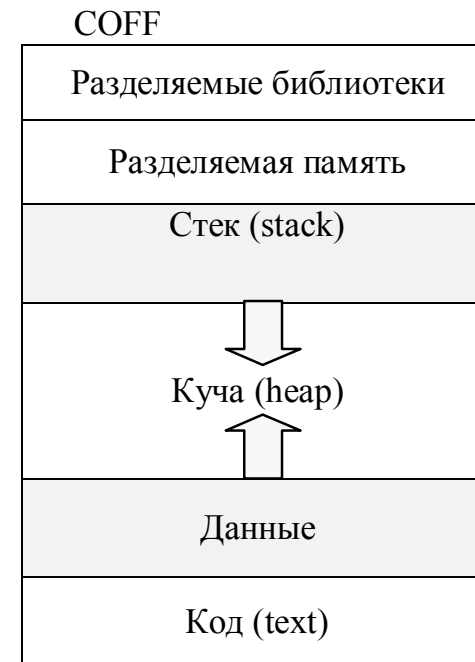 COFF
Разделяемые библиотеки
Разделяемая память
Стек (stack)
Куча (heap)
Данные
Код (text)